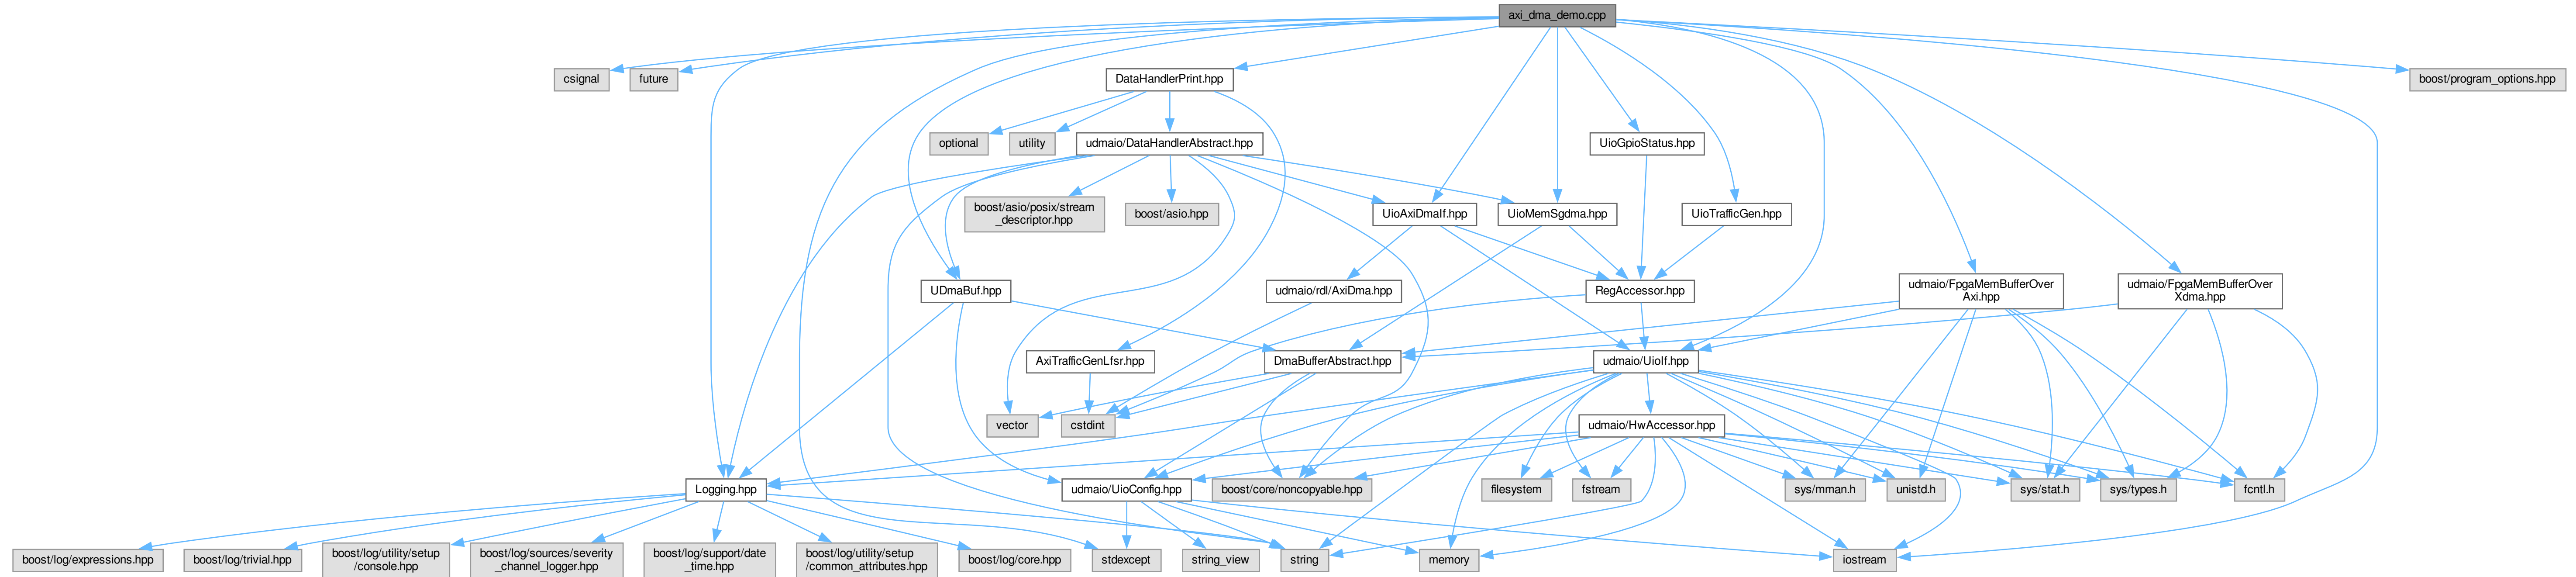 axi_dma_demo.cpp
csignal
future
DataHandlerPrint.hpp
boost/program_options.hpp
optional
utility
udmaio/DataHandlerAbstract.hpp
UioGpioStatus.hpp
boost/asio/posix/stream
_descriptor.hpp
boost/asio.hpp
UioAxiDmaIf.hpp
UioMemSgdma.hpp
UioTrafficGen.hpp
UDmaBuf.hpp
udmaio/rdl/AxiDma.hpp
RegAccessor.hpp
udmaio/FpgaMemBufferOver
Axi.hpp
udmaio/FpgaMemBufferOver
Xdma.hpp
AxiTrafficGenLfsr.hpp
DmaBufferAbstract.hpp
udmaio/UioIf.hpp
vector
cstdint
udmaio/HwAccessor.hpp
Logging.hpp
udmaio/UioConfig.hpp
boost/core/noncopyable.hpp
filesystem
fstream
sys/mman.h
unistd.h
sys/stat.h
sys/types.h
fcntl.h
boost/log/expressions.hpp
boost/log/trivial.hpp
boost/log/utility/setup
/console.hpp
boost/log/sources/severity
_channel_logger.hpp
boost/log/support/date
_time.hpp
boost/log/utility/setup
/common_attributes.hpp
boost/log/core.hpp
stdexcept
string_view
string
memory
iostream